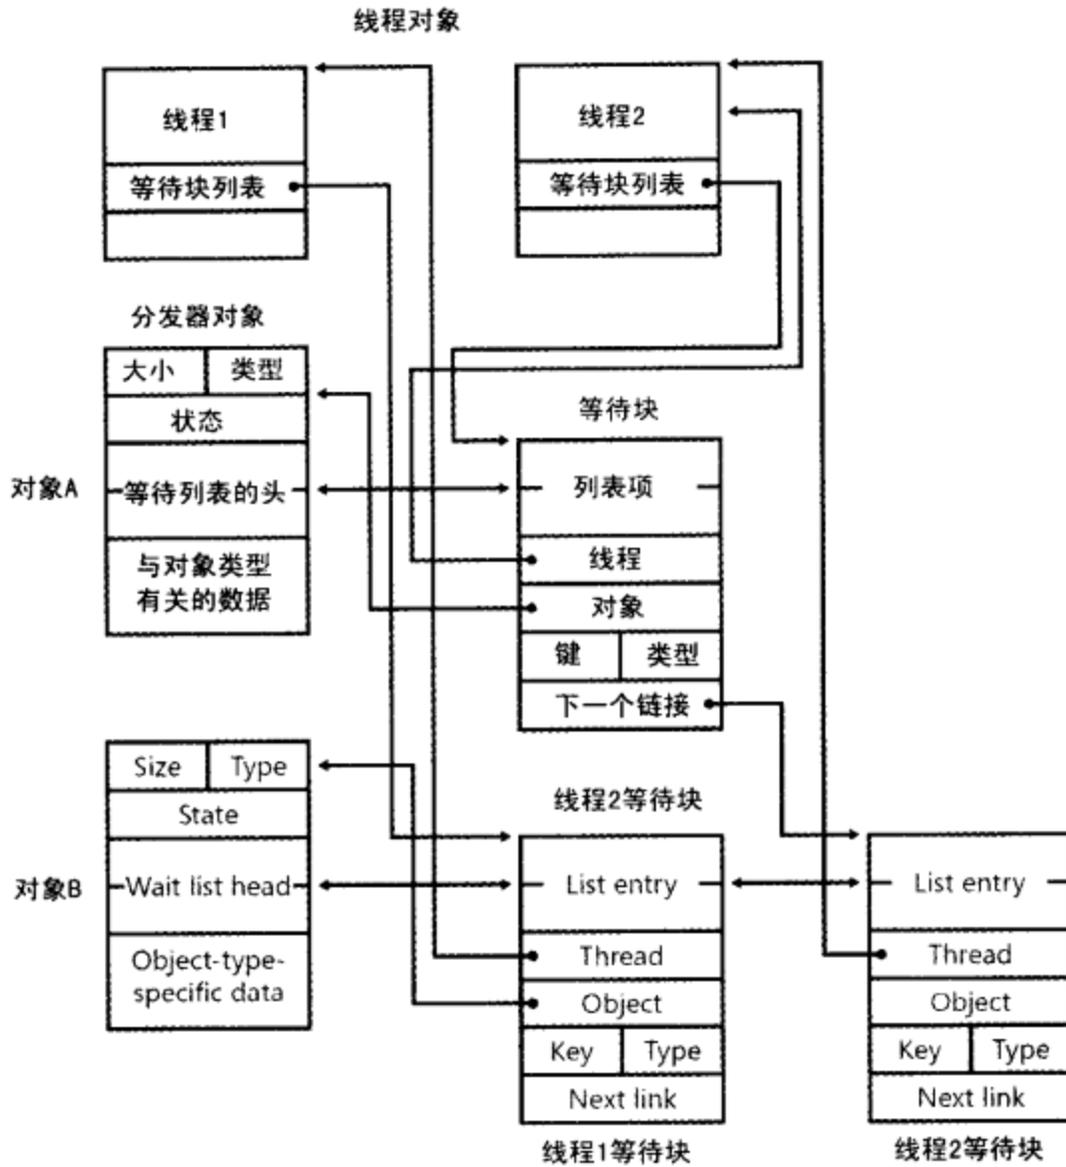 线程对象
线程1
线程2
等待块列表
等待块列表
分发器对象
大小 类型
状态
等待块
对象A
等待列表的头
列表项
与对象类型
有关的数据
线程
对象
键 类型
下一个链接
Size Type
State
线程2等待块
对象B
Wait list head
List entry
List entry
Object-type-
specific data
Thread
Thread
Object
Object
Key Type
Key Type
Next link
Next link
线程1等待块
线程2等待块